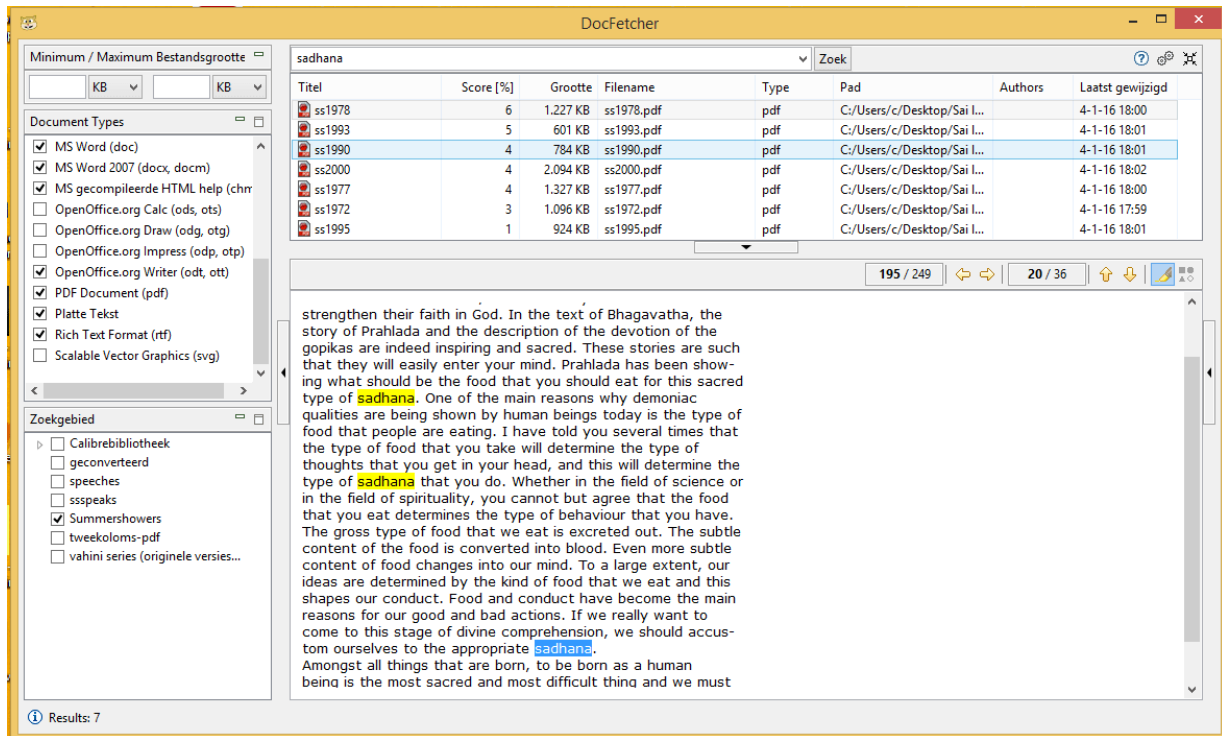 DocFetcher
Minimum / Maximum Bestandsgrootte
KB KB
Document Types
MS Word (doc)
MS Word 2007 (docx, docm)
MS gecompileerde HTML help (chm
OpenOffice.org Calc (ods, ots)
OpenOffice.org Draw (odg, otg)
OpenOffice.org Impress (odp, otp)
OpenOffice.org Writer (odt, ott)
PDF Document (pdf)
Platte Tekst
Rich Text Format (rtf)
Scalable Vector Graphics (svg)
Zoekgebied
Calibrebibliotheek
geconverteerd
speeches
ssspeaks
Summershowers
tweekoloms-pdf
vahini series (originele versies...
sadhana Zoek
Titel Score [%] Grootte Filename Type Pad Authors Laatst gewijzigd
ss1978 6 1.227 KB ss1978.pdf pdf C:/Users/c/Desktop/Sai I... 4-1-16 18:00
ss1993 5 601 KB ss1993.pdf pdf C:/Users/c/Desktop/Sai I... 4-1-16 18:01
ss1990 4 784 KB ss1990.pdf pdf C:/Users/c/Desktop/Sai I... 4-1-16 18:01
ss2000 4 2.094 KB ss2000.pdf pdf C:/Users/c/Desktop/Sai I... 4-1-16 18:02
ss1977 4 1.327 KB ss1977.pdf pdf C:/Users/c/Desktop/Sai I... 4-1-16 18:00
ss1972 3 1.096 KB ss1972.pdf pdf C:/Users/c/Desktop/Sai I... 4-1-16 17:59
ss1995 1 924 KB ss1995.pdf pdf C:/Users/c/Desktop/Sai I... 4-1-16 18:01
195 / 249 20 / 36
strengthen their faith in God. In the text of Bhagavatha, the
story of Prahlada and the description of the devotion of the
gopikas are indeed inspiring and sacred. These stories are such
that they will easily enter your mind. Prahlada has been show-
ing what should be the food that you should eat for this sacred
type of sadhana. One of the main reasons why demoniac
qualities are being shown by human beings today is the type of
food that people are eating. I have told you several times that
the type of food that you take will determine the type of
thoughts that you get in your head, and this will determine the
type of sadhana that you do. Whether in the field of science or
in the field of spirituality, you cannot but agree that the food
that you eat determines the type of behaviour that you have.
The gross type of food that we eat is excreted out. The subtle
content of the food is converted into blood. Even more subtle
content of food changes into our mind. To a large extent, our
ideas are determined by the kind of food that we eat and this
shapes our conduct. Food and conduct have become the main
reasons for our good and bad actions. If we really want to
come to this stage of divine comprehension, we should accus-
tom ourselves to the appropriate sadhana.
Amongst all things that are born, to be born as a human
being is the most sacred and most difficult thing and we must
Results: 7